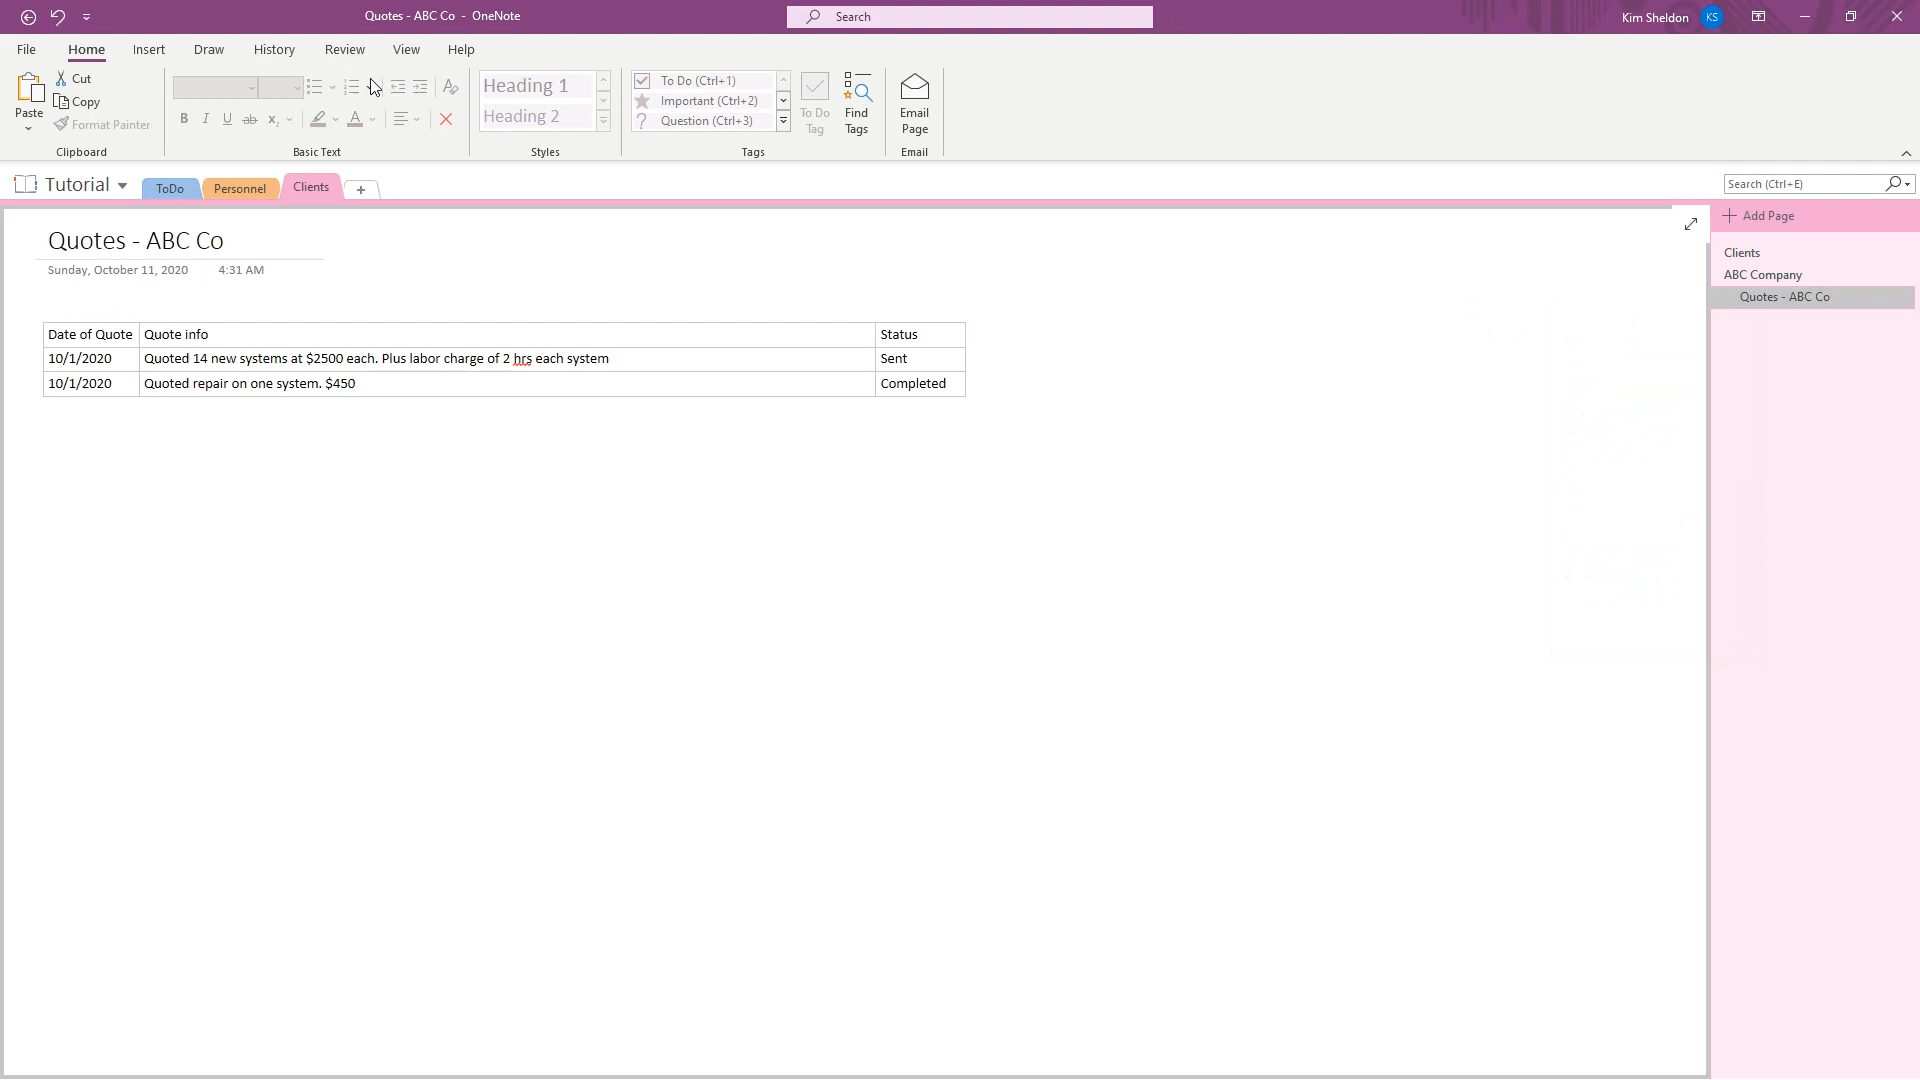 Quotes - ABC Co - OneNote
Search
Kim Sheldon
KS
File Home Insert Draw History Review View Help
Paste
Cut
Copy
Format Painter
Clipboard
B I U ab x₂ A
Basic Text
Heading 1
Heading 2
Styles
To Do (Ctrl+1)
Important (Ctrl+2)
Question (Ctrl+3)
To Do Tag
Find Tags
Tags
Email Page
Email
Tutorial
ToDo
Personnel
Clients
Search (Ctrl+E)
Quotes - ABC Co
Sunday, October 11, 2020 4:31 AM
Date of Quote Quote info Status
10/1/2020 Quoted 14 new systems at $2500 each. Plus labor charge of 2 hrs each system Sent
10/1/2020 Quoted repair on one system. $450 Completed
Add Page
Clients
ABC Company
Quotes - ABC Co